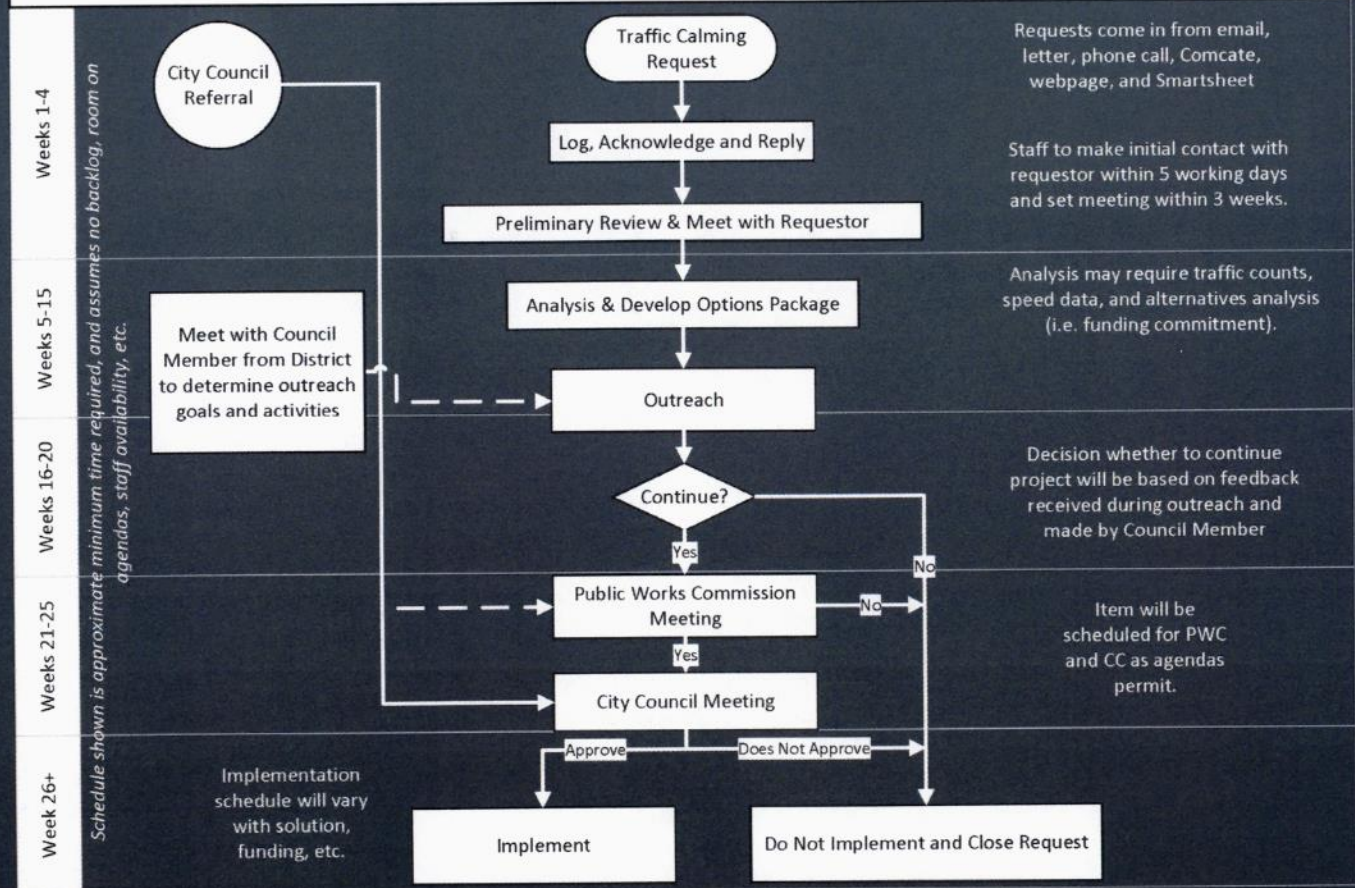 Weeks 1-4
Weeks 5-15
Weeks 16-20
Weeks 21-25
Week 26+
Schedule shown is approximate minimum time required, and assumes no backlog, room on
agendas, staff availability, etc.
City Council
Referral
Traffic Calming
Request
Requests come in from email,
letter, phone call, Comcate,
webpage, and Smartsheet
Log, Acknowledge and Reply
Staff to make initial contact with
requestor within 5 working days
and set meeting within 3 weeks.
Preliminary Review & Meet with Requestor
Analysis & Develop Options Package
Analysis may require traffic counts,
speed data, and alternatives analysis
(i.e. funding commitment).
Meet with Council
Member from District
to determine outreach
goals and activities
Outreach
Continue?
Decision whether to continue
project will be based on feedback
received during outreach and
made by Council Member
Yes
No
Public Works Commission
Meeting
No
Item will be
scheduled for PWC
and CC as agendas
permit.
Yes
City Council Meeting
Approve
Does Not Approve
Implementation
schedule will vary
with solution,
funding, etc.
Implement
Do Not Implement and Close Request